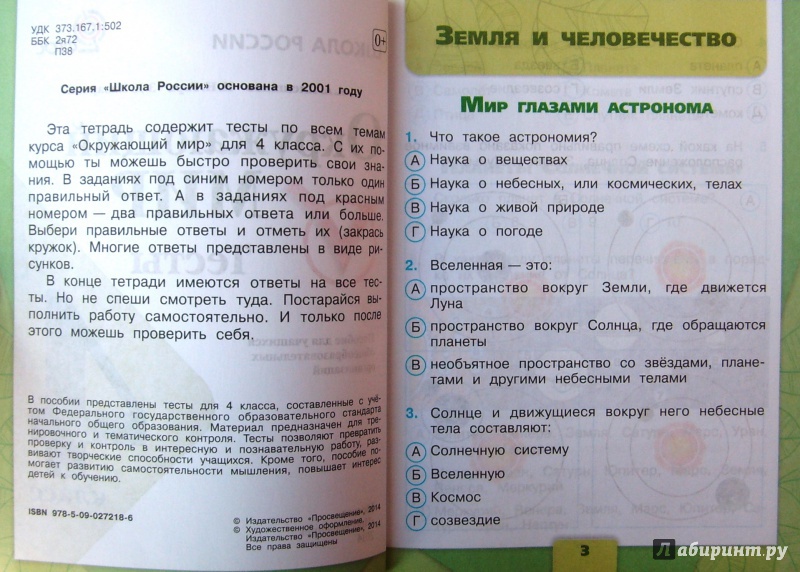 УДК 373.167.1:502
ББК 2я72
П38
0+
Серия «Школа России» основана в 2001 году
Эта тетрадь содержит тесты по всем темам
курса «Окружающий мир» для 4 класса. С их по-
мощью ты можешь быстро проверить свои зна-
ния. В заданиях под синим номером только один
правильный ответ. А в заданиях под красным
номером — два правильных ответа или больше.
Выбери правильные ответы и отметь их (закрась
кружок). Многие ответы представлены в виде ри-
сунков.
В конце тетради имеются ответы на все тес-
ты. Но не спеши смотреть туда. Постарайся вы-
полнить работу самостоятельно. И только после
этого можешь проверить себя.
В пособии представлены тесты для 4 класса, составленные с учё-
том Федерального государственного образовательного стандарта
начального общего образования. Материал предназначен для тре-
нировочного и тематического контроля. Тесты позволяют превратить
проверку и контроль в интересную и познавательную работу, раз-
вивают творческие способности учащихся. Кроме того, пособие по-
могает развитию самостоятельности мышления, повышает интерес
детей к обучению.
ISBN 978-5-09-027218-6
© Издательство «Просвещение», 2014
© Художественное оформление.
Издательство «Просвещение», 2014
Все права защищены
Земля и человечество
Мир глазами астронома
1. Что такое астрономия?
А Наука о веществах
Б Наука о небесных, или космических, телах
В Наука о живой природе
Г Наука о погоде
2. Вселенная — это:
А пространство вокруг Земли, где движется
Луна
Б пространство вокруг Солнца, где обращаются
планеты
В необъятное пространство со звёздами, плане-
тами и другими небесными телами
3. Солнце и движущиеся вокруг него небесные
тела составляют:
А Солнечную систему
Б Вселенную
В Космос
Г созвездие
3
Лабиринт.ру